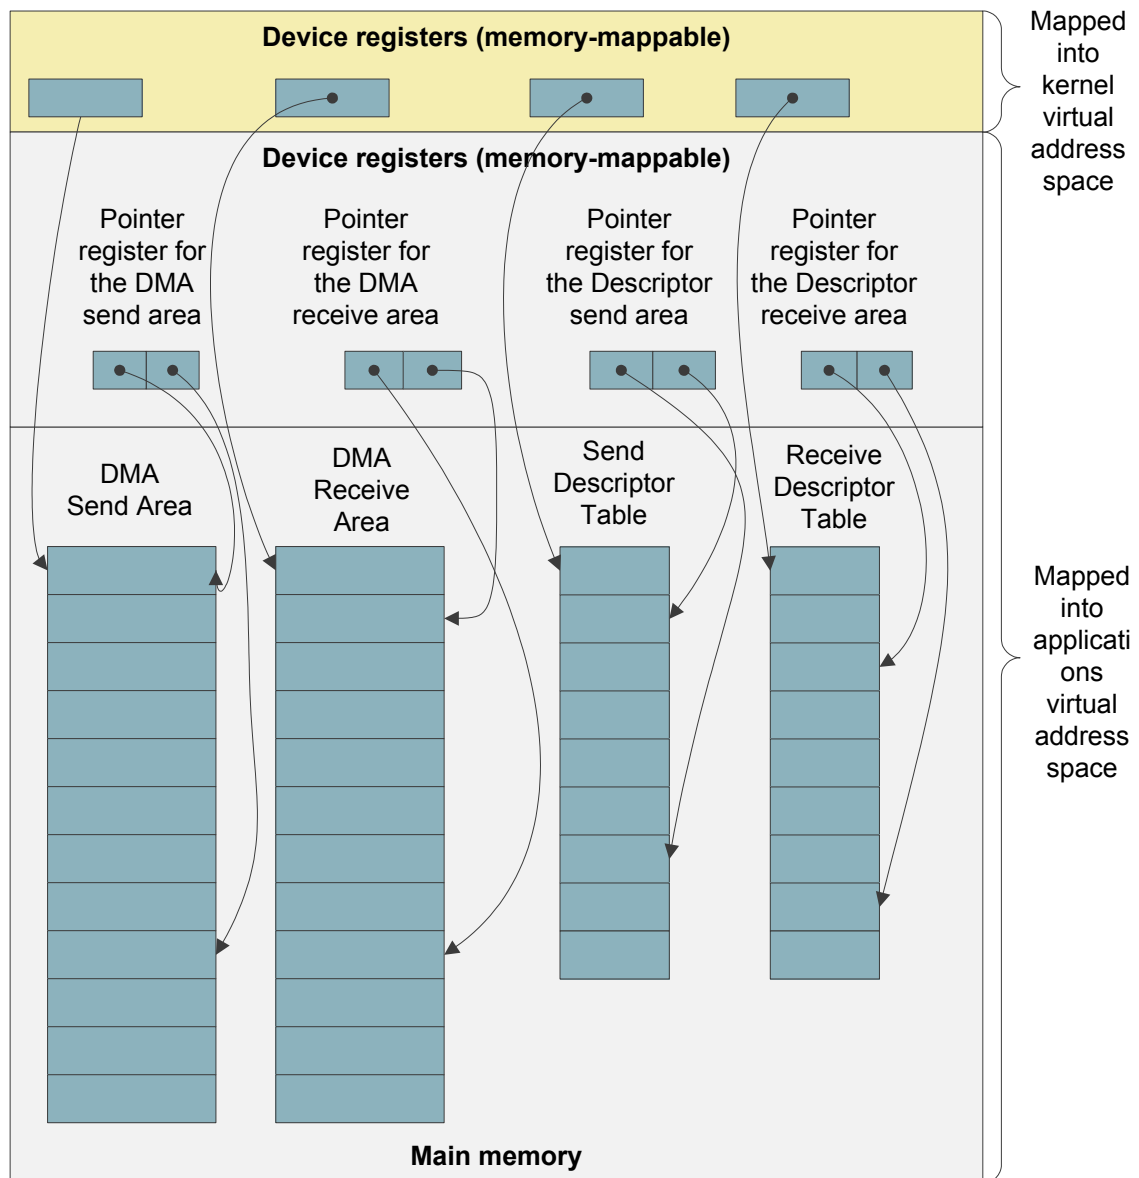 Device registers (memory-mappable)
Mapped
into
kernel
virtual
address
space
Device registers (memory-mappable)
Pointer
register for
the DMA
send area
Pointer
register for
the DMA
receive area
Pointer
register for
the Descriptor
send area
Pointer
register for
the Descriptor
receive area
DMA
Send Area
DMA
Receive
Area
Send
Descriptor
Table
Receive
Descriptor
Table
Mapped
into
applicati
ons
virtual
address
space
Main memory